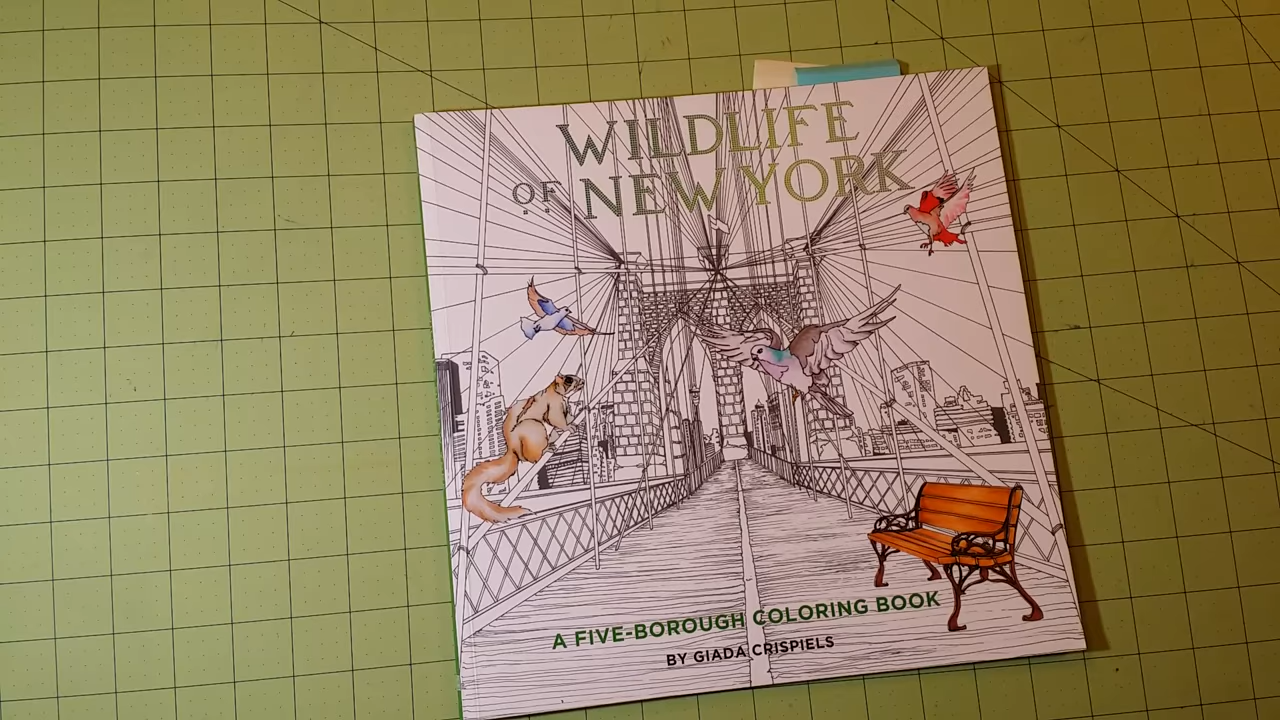 WILDLIFE
OF NEW YORK
A FIVE-BOROUGH COLORING BOOK
BY GIADA CRISPIELS